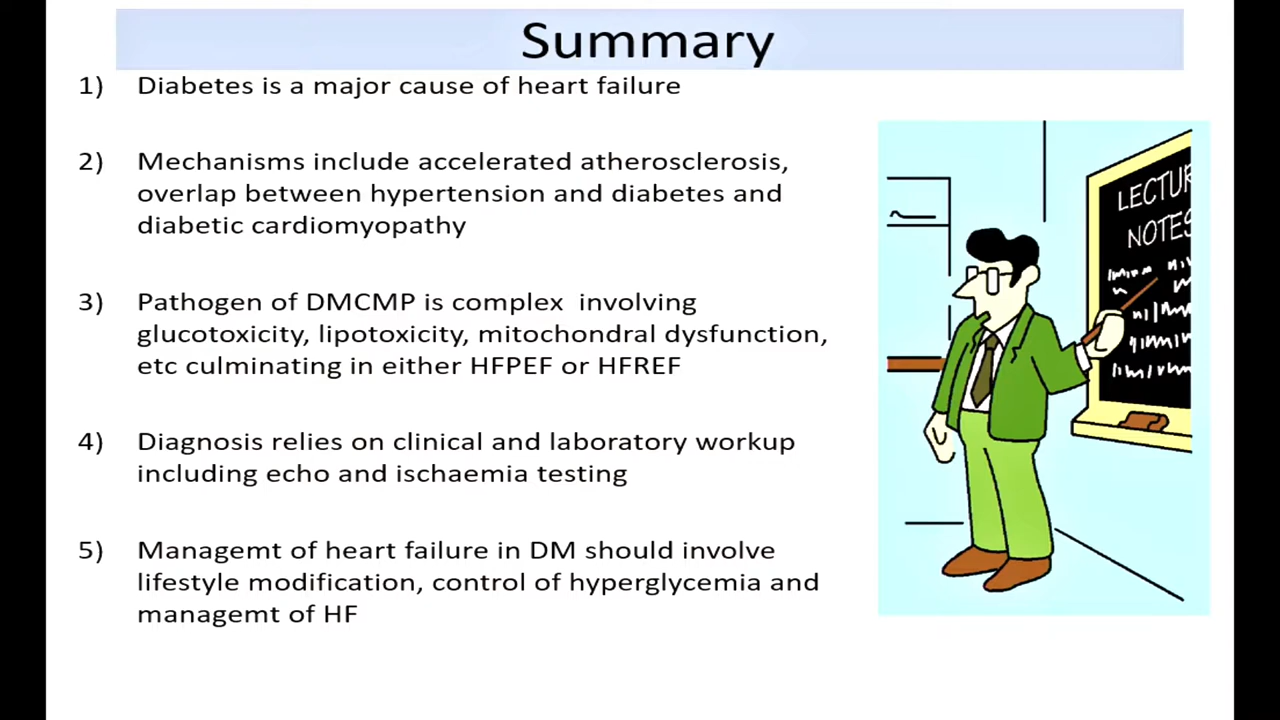 Summary
1) Diabetes is a major cause of heart failure
2) Mechanisms include accelerated atherosclerosis,
overlap between hypertension and diabetes and
diabetic cardiomyopathy
3) Pathogen of DMCMP is complex  involving
glucotoxicity, lipotoxicity, mitochondral dysfunction,
etc culminating in either HFPEF or HFREF
4) Diagnosis relies on clinical and laboratory workup
including echo and ischaemia testing
5) Managemt of heart failure in DM should involve
lifestyle modification, control of hyperglycemia and
managemt of HF
LECTUR
NOTES